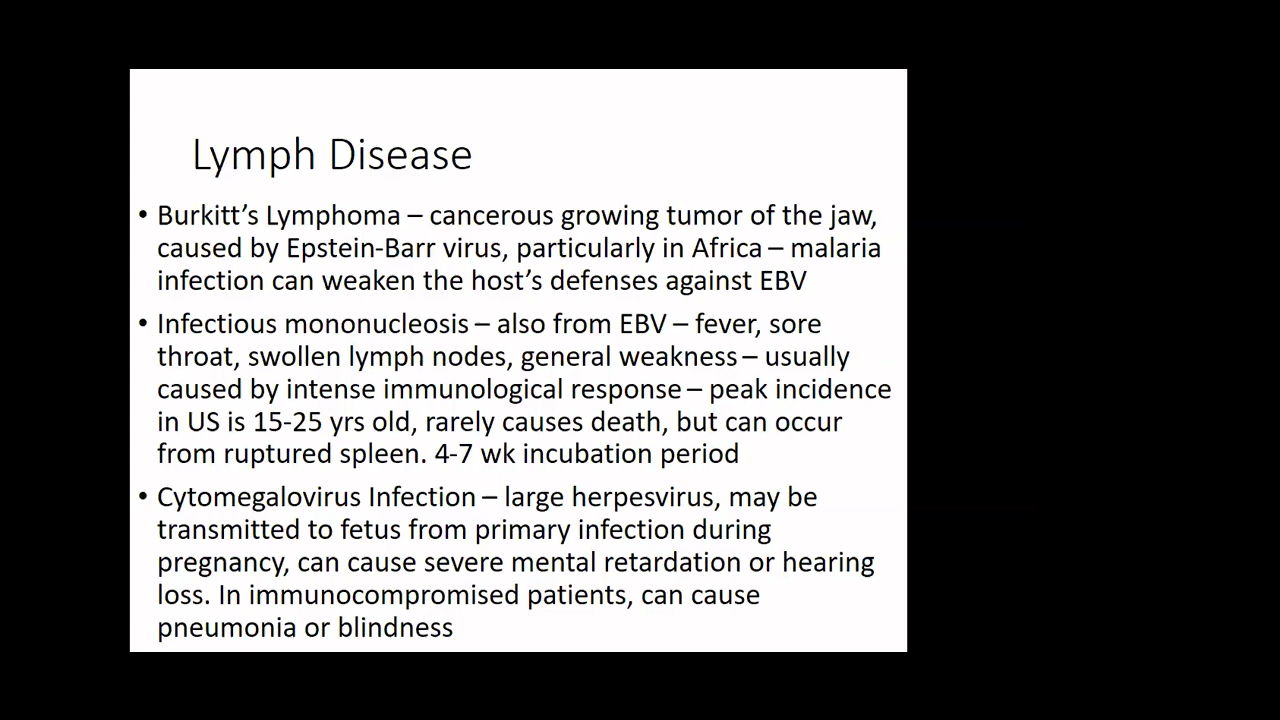 Lymph Disease
• Burkitt’s Lymphoma – cancerous growing tumor of the jaw,
caused by Epstein-Barr virus, particularly in Africa – malaria
infection can weaken the host’s defenses against EBV
• Infectious mononucleosis – also from EBV – fever, sore
throat, swollen lymph nodes, general weakness – usually
caused by intense immunological response – peak incidence
in US is 15-25 yrs old, rarely causes death, but can occur
from ruptured spleen. 4-7 wk incubation period
• Cytomegalovirus Infection – large herpesvirus, may be
transmitted to fetus from primary infection during
pregnancy, can cause severe mental retardation or hearing
loss. In immunocompromised patients, can cause
pneumonia or blindness